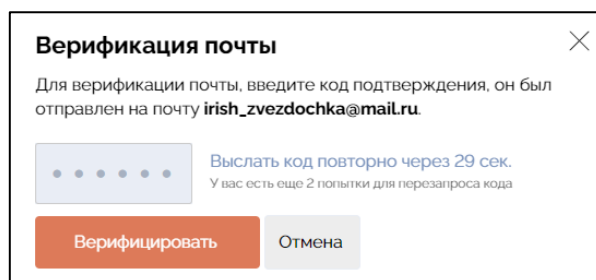 Верификация почты
Для верификации почты, введите код подтверждения, он был
отправлен на почту irish_zvezdochka@mail.ru.
Выслать код повторно через 29 сек.
У вас есть еще 2 попытки для перезапроса кода
Верифицировать
Отмена